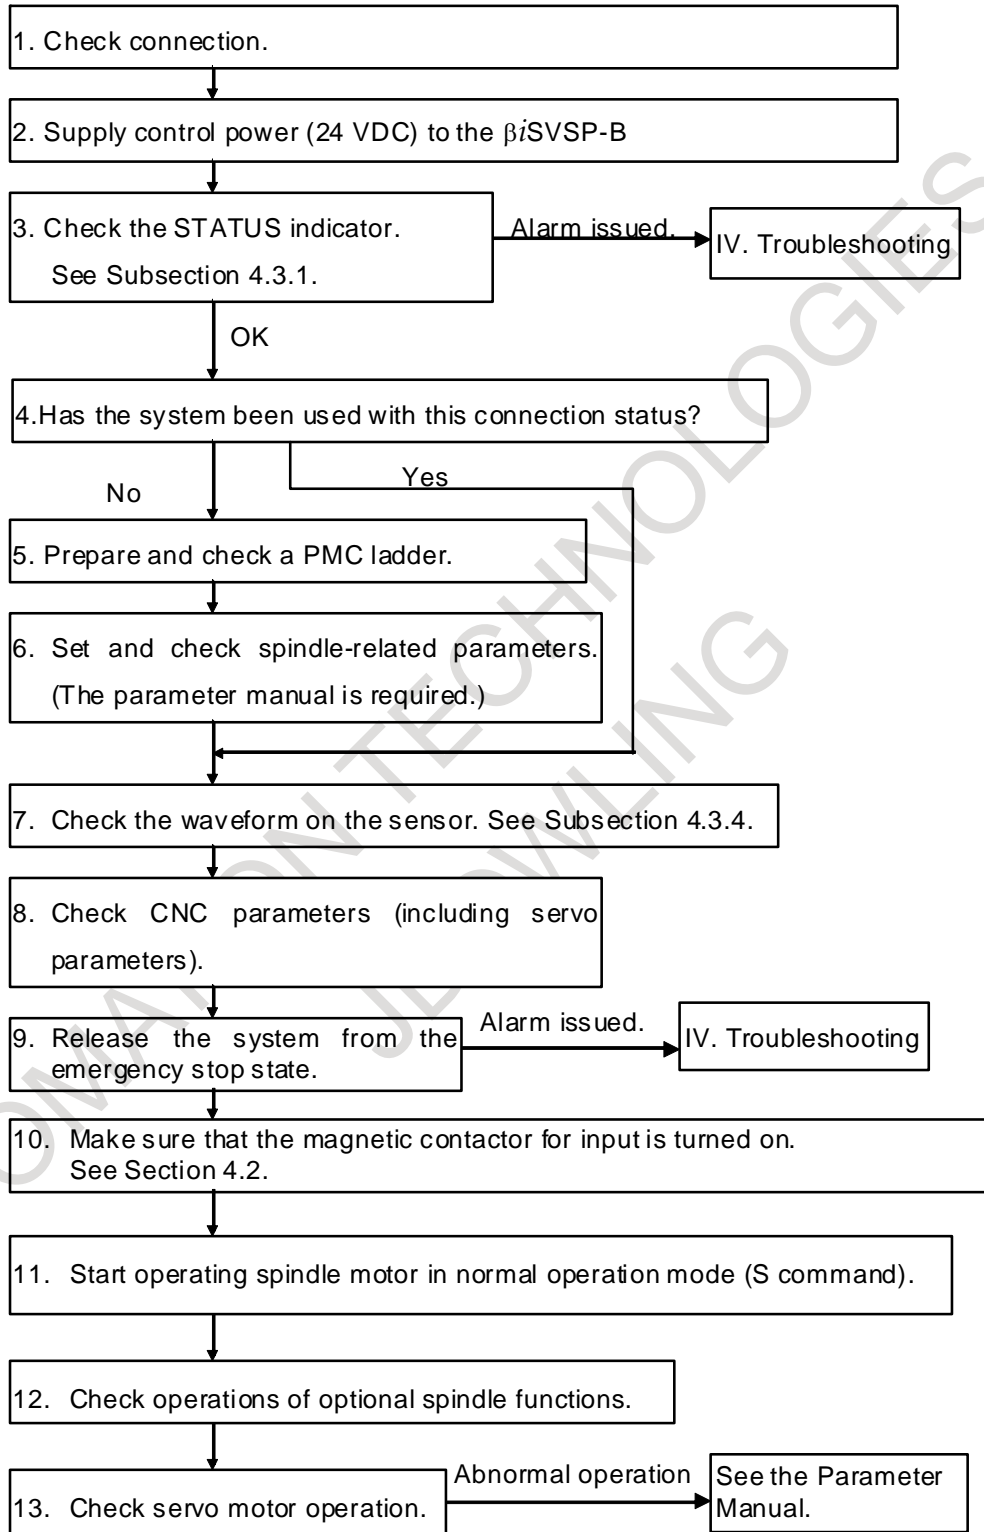 1. Check connection.
2. Supply control power (24 VDC) to the βiSVSP-B
3. Check the STATUS indicator.
See Subsection 4.3.1.
Alarm issued.
IV. Troubleshooting
OK
4.Has the system been used with this connection status?
No
Yes
5. Prepare and check a PMC ladder.
6. Set and check spindle-related parameters.
(The parameter manual is required.)
7. Check the waveform on the sensor. See Subsection 4.3.4.
8. Check CNC parameters (including servo
parameters).
9. Release the system from the
emergency stop state.
Alarm issued.
IV. Troubleshooting
10. Make sure that the magnetic contactor for input is turned on.
See Section 4.2.
11. Start operating spindle motor in normal operation mode (S command).
12. Check operations of optional spindle functions.
13. Check servo motor operation.
Abnormal operation
See the Parameter
Manual.
OMATION TECHNOLOGIES